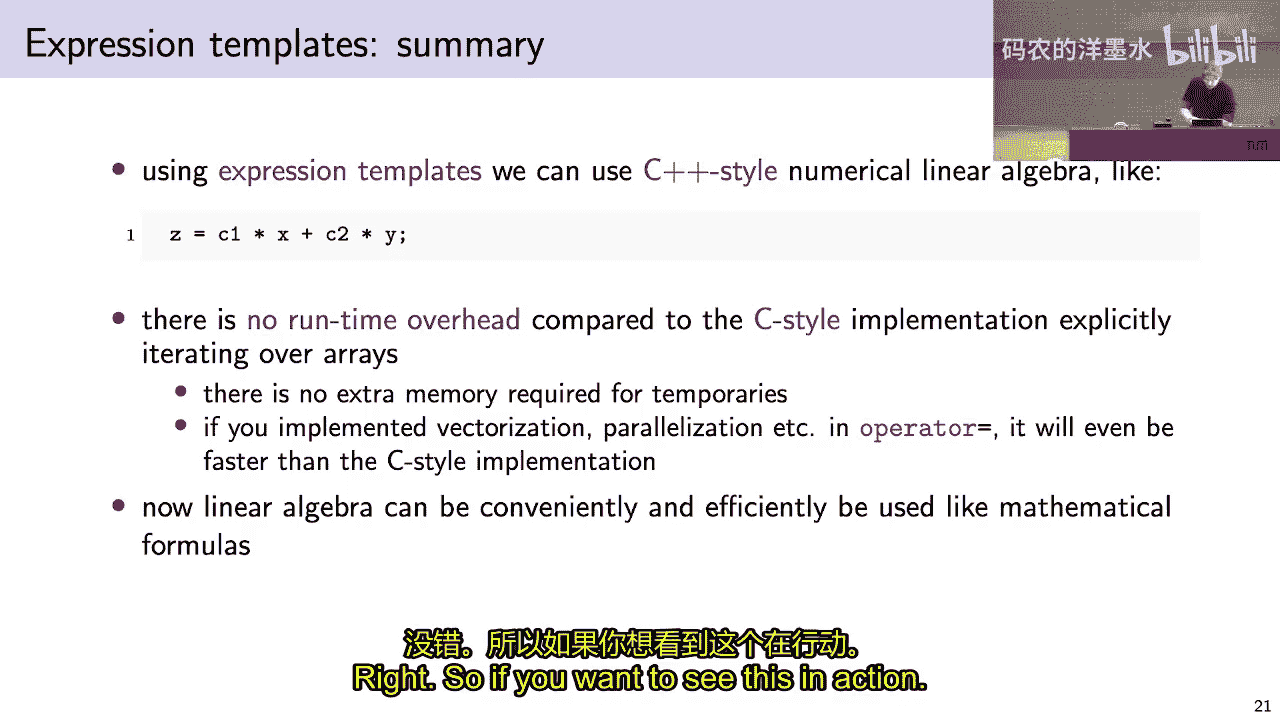 Expression templates: summary
码农的洋墨水 bilibili
nm
• using expression templates we can use C++-style numerical linear algebra, like:
1 z = c1 * x + c2 * y;
• there is no run-time overhead compared to the C-style implementation explicitly
iterating over arrays
• there is no extra memory required for temporaries
• if you implemented vectorization, parallelization etc. in operator=, it will even be
faster than the C-style implementation
• now linear algebra can be conveniently and efficiently be used like mathematical
formulas
没错。所以如果你想看到这个在行动。
Right. So if you want to see this in action.
21